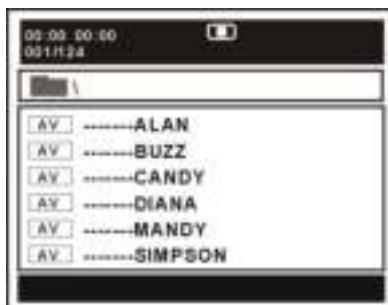 00:00 00:00
001/124
\
AV -------ALAN
AV -------BUZZ
AV -------CANDY
AV -------DIANA
AV -------MANDY
AV -------SIMPSON